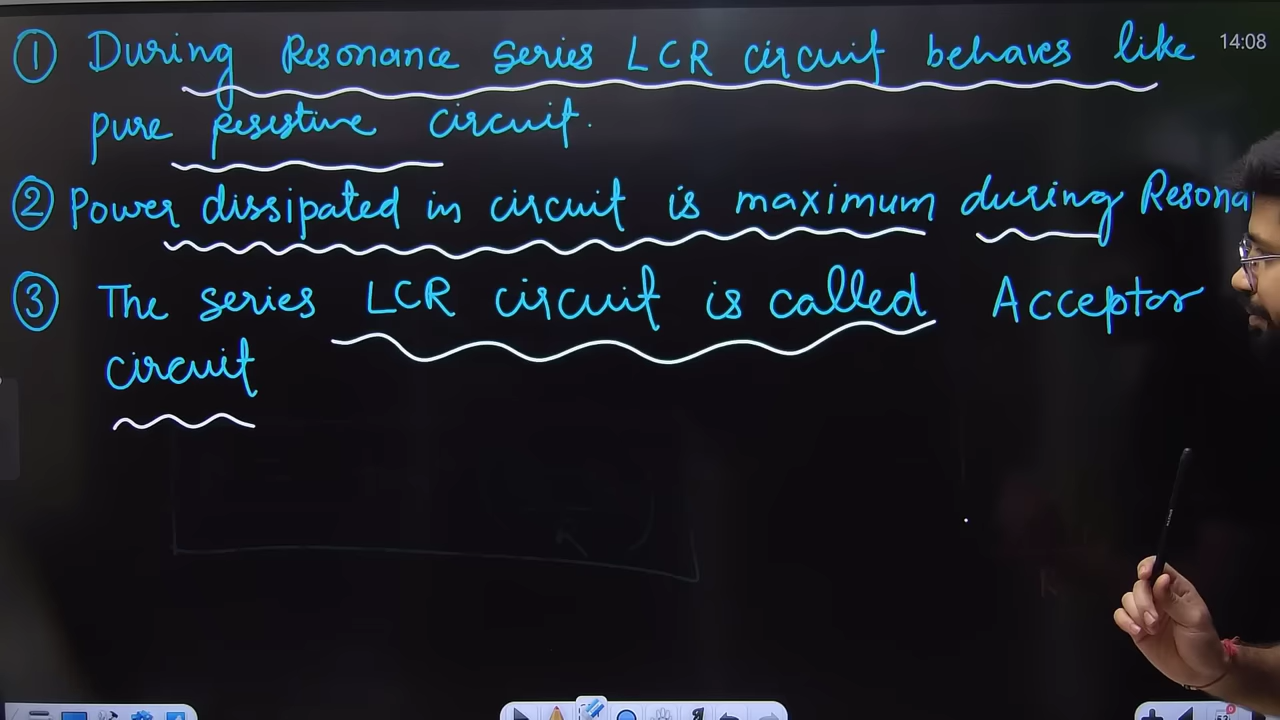 ① During Resonance series LCR circuit behaves like
14:08
pure resistive circuit.
② Power dissipated in circuit is maximum during Resona
③ The series LCR circuit is called Acceptor
circuit